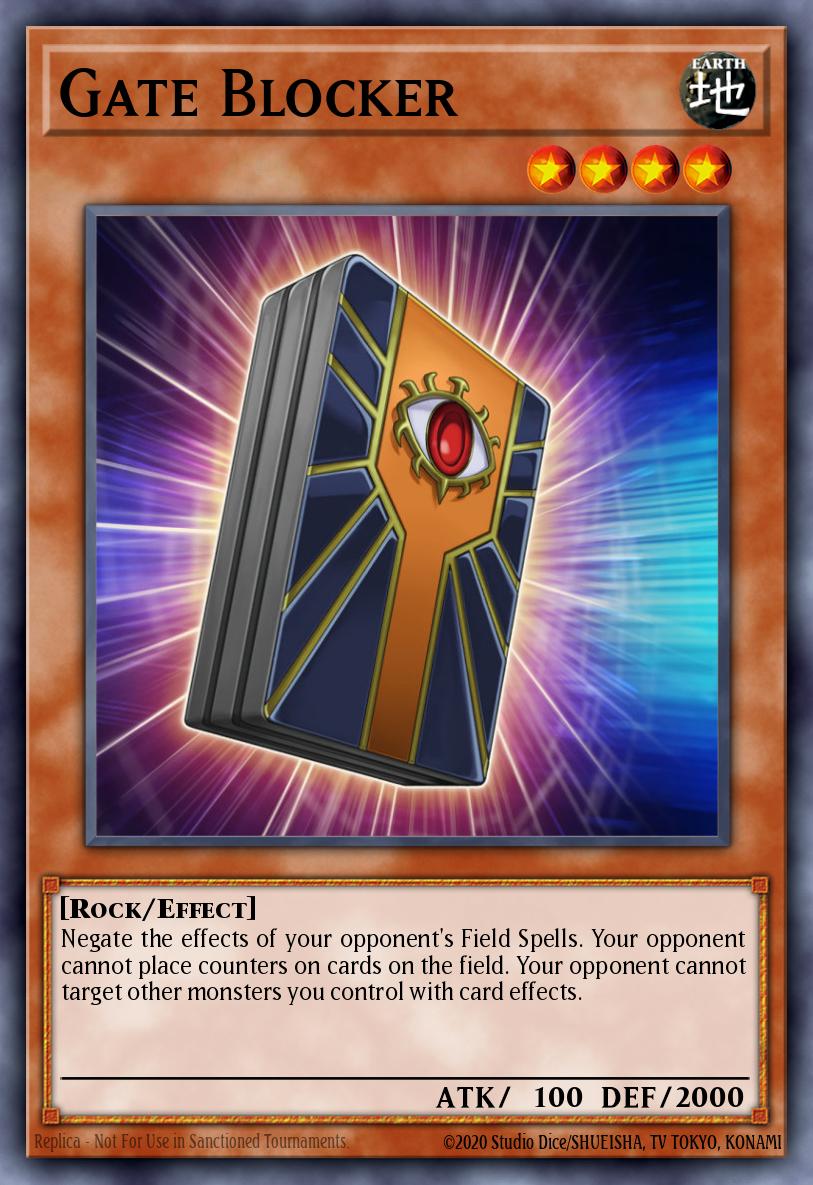 Gate Blocker
EARTH
地
[Rock/Effect]
Negate the effects of your opponent's Field Spells. Your opponent
cannot place counters on cards on the field. Your opponent cannot
target other monsters you control with card effects.
ATK/ 100 DEF/2000
Replica - Not For Use in Sanctioned Tournaments.
©2020 Studio Dice/SHUEISHA, TV TOKYO, KONAMI